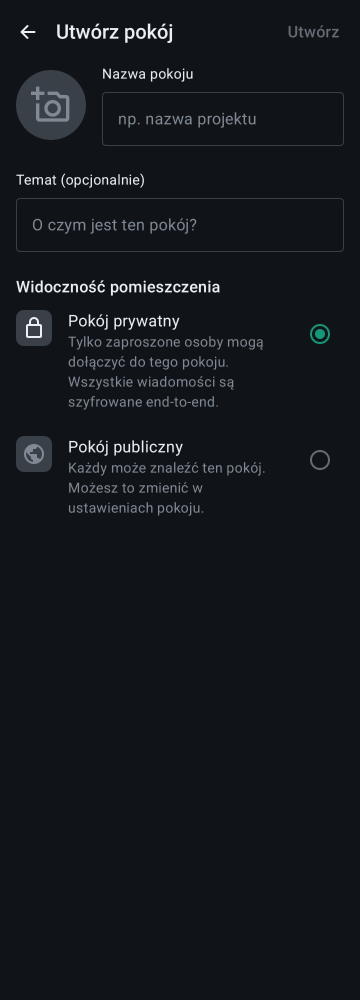 Utwórz pokój
Utwórz
Nazwa pokoju
np. nazwa projektu
Temat (opcjonalnie)
O czym jest ten pokój?
Widoczność pomieszczenia
Pokój prywatny
Tylko zaproszone osoby mogą
dołączyć do tego pokoju.
Wszystkie wiadomości są
szyfrowane end-to-end.
Pokój publiczny
Każdy może znaleźć ten pokój.
Możesz to zmienić w
ustawieniach pokoju.